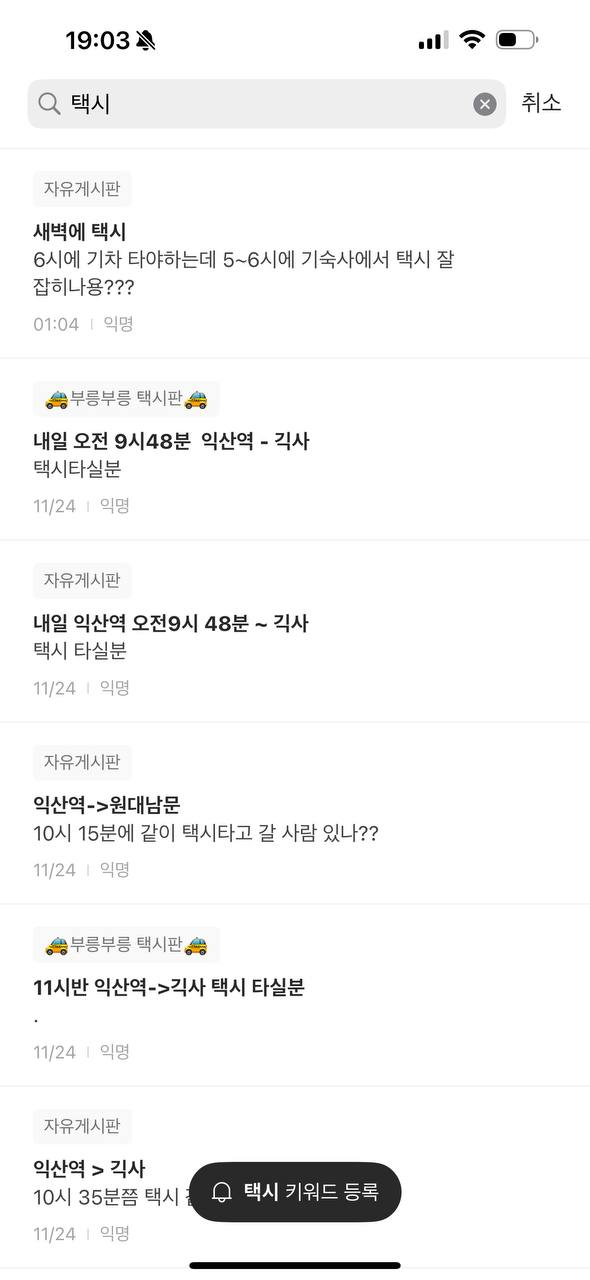 19:03
택시
취소
자유게시판
새벽에 택시
6시에 기차 타야하는데 5~6시에 기숙사에서 택시 잘
잡히나용???
01:04 | 익명
🚕부릉부릉 택시판🚕
내일 오전 9시48분 익산역 - 긱사
택시타실분
11/24 | 익명
자유게시판
내일 익산역 오전9시 48분 ~ 긱사
택시 타실분
11/24 | 익명
자유게시판
익산역->원대남문
10시 15분에 같이 택시타고 갈 사람 있나??
11/24 | 익명
🚕부릉부릉 택시판🚕
11시반 익산역->긱사 택시 타실분
.
11/24 | 익명
자유게시판
익산역 > 긱사
10시 35분쯤 택시
택시 키워드 등록
11/24 | 익명